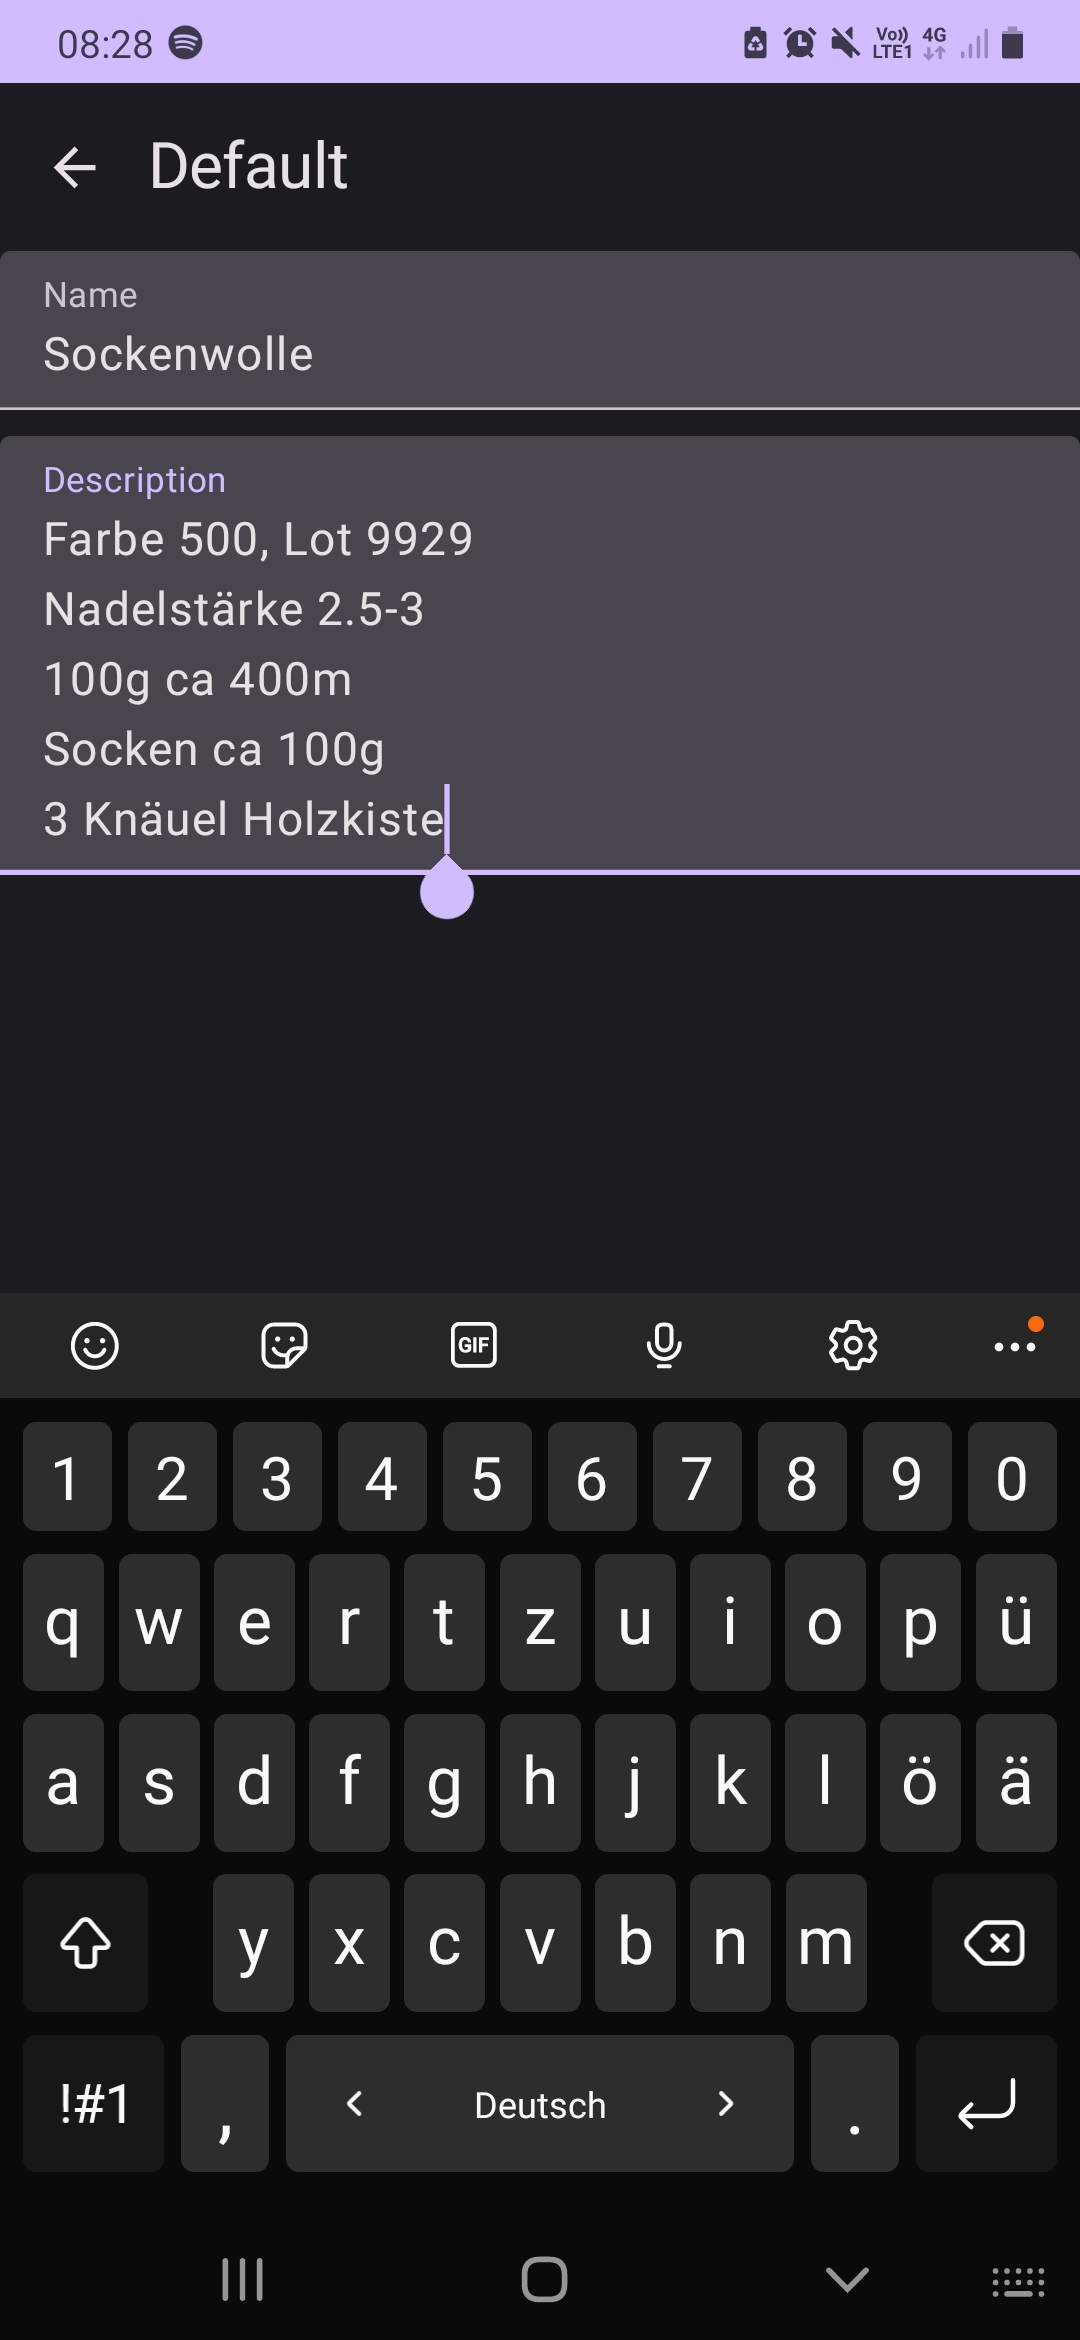 08:28
Vo)) LTE1 4G
Default
Name
Sockenwolle
Description
Farbe 500, Lot 9929
Nadelstärke 2.5-3
100g ca 400m
Socken ca 100g
3 Knäuel Holzkiste
GIF
1 2 3 4 5 6 7 8 9 0
q w e r t z u i o p ü
a s d f g h j k l ö ä
y x c v b n m
!#1 , < Deutsch > .